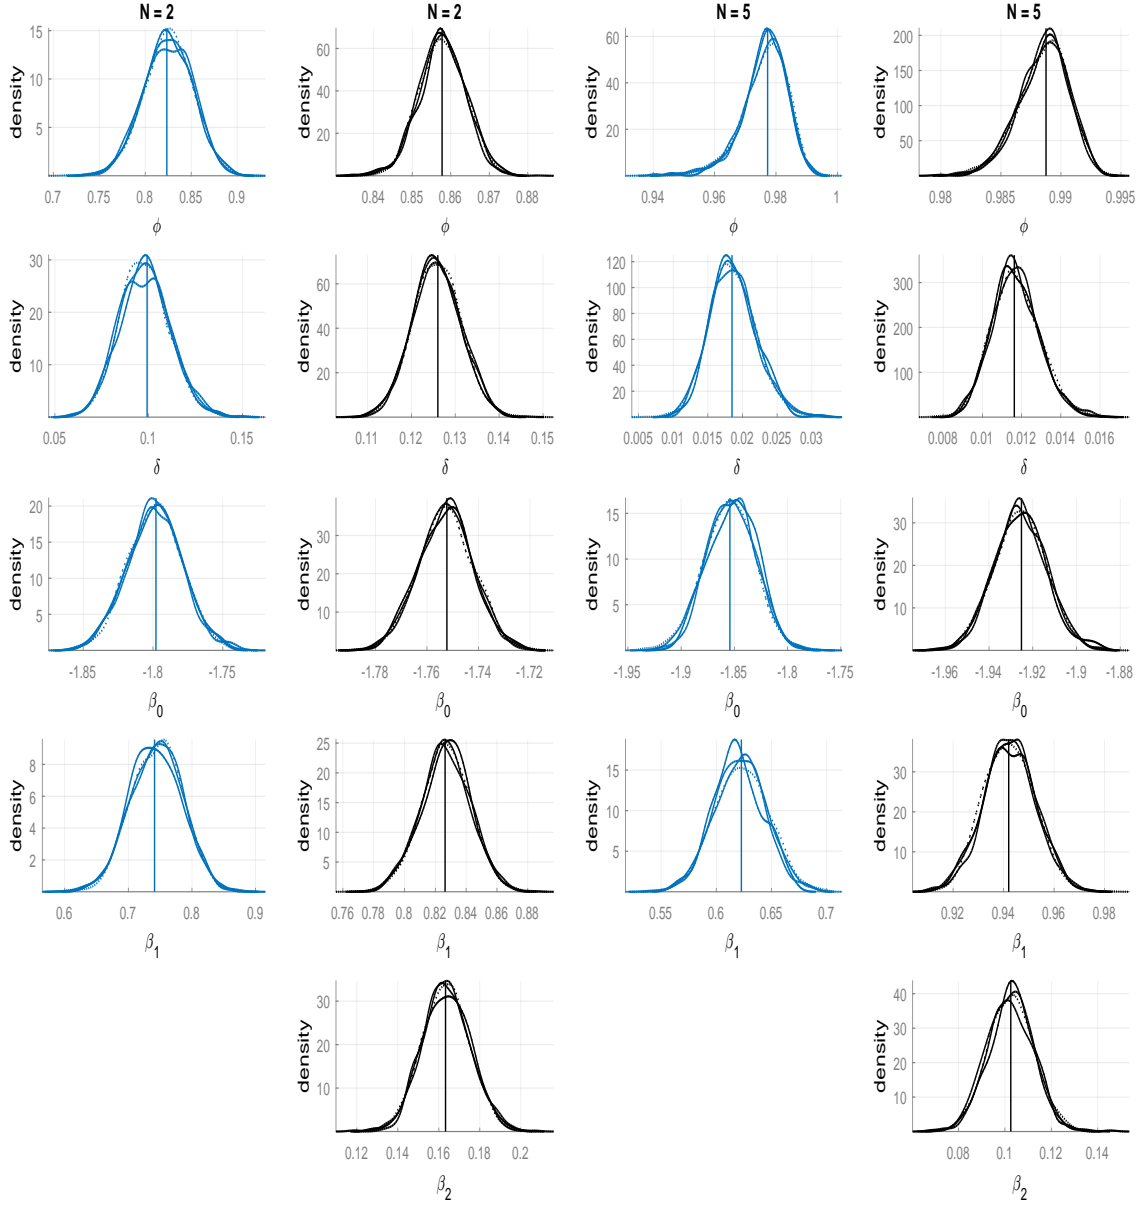 N = 2 N = 2 N = 5 N = 5
density 15 10 5 0.7 0.75 0.8 0.85 0.9 ϕ
density 60 40 20 0.84 0.85 0.86 0.87 0.88 ϕ
density 60 40 20 0.94 0.96 0.98 1 ϕ
density 200 150 100 50 0.98 0.985 0.99 0.995 ϕ
density 30 20 10 0.05 0.1 0.15 δ
density 60 40 20 0.11 0.12 0.13 0.14 0.15 δ
density 120 100 80 60 40 20 0.005 0.01 0.015 0.02 0.025 0.03 δ
density 300 200 100 0.008 0.01 0.012 0.014 0.016 δ
density 20 15 10 5 -1.85 -1.8 -1.75 β0
density 30 20 10 -1.78 -1.76 -1.74 -1.72 β0
density 15 10 5 -1.95 -1.9 -1.85 -1.8 -1.75 β0
density 30 20 10 -1.96 -1.94 -1.92 -1.9 -1.88 β0
density 8 6 4 2 0.6 0.7 0.8 0.9 β1
density 25 20 15 10 5 0.76 0.78 0.8 0.82 0.84 0.86 0.88 β1
density 15 10 5 0.55 0.6 0.65 0.7 β1
density 30 20 10 0.92 0.94 0.96 0.98 β1
density 30 20 10 0.12 0.14 0.16 0.18 0.2 β2
density 40 30 20 10 0.08 0.1 0.12 0.14 β2